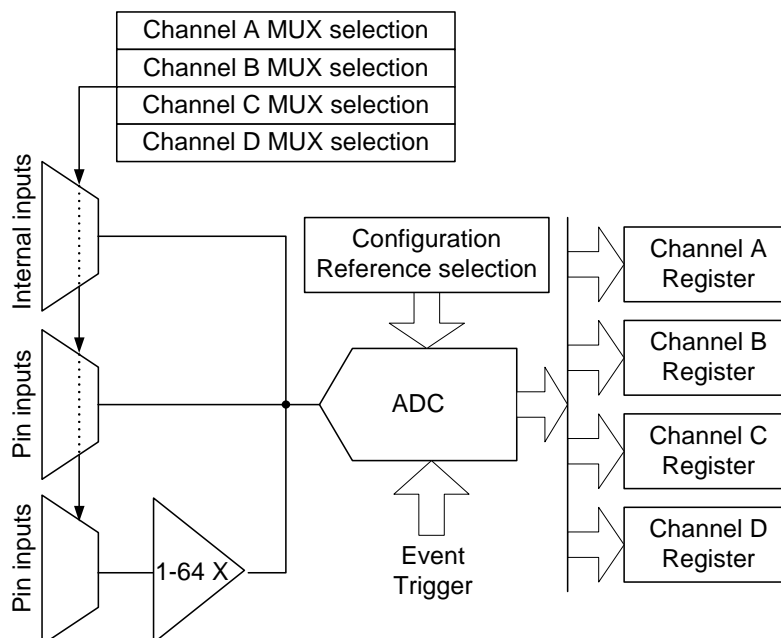 Channel A MUX selection
Channel B MUX selection
Channel C MUX selection
Channel D MUX selection
Internal inputs
Pin inputs
Pin inputs
1-64 X
Configuration
Reference selection
ADC
Event
Trigger
Channel A
Register
Channel B
Register
Channel C
Register
Channel D
Register